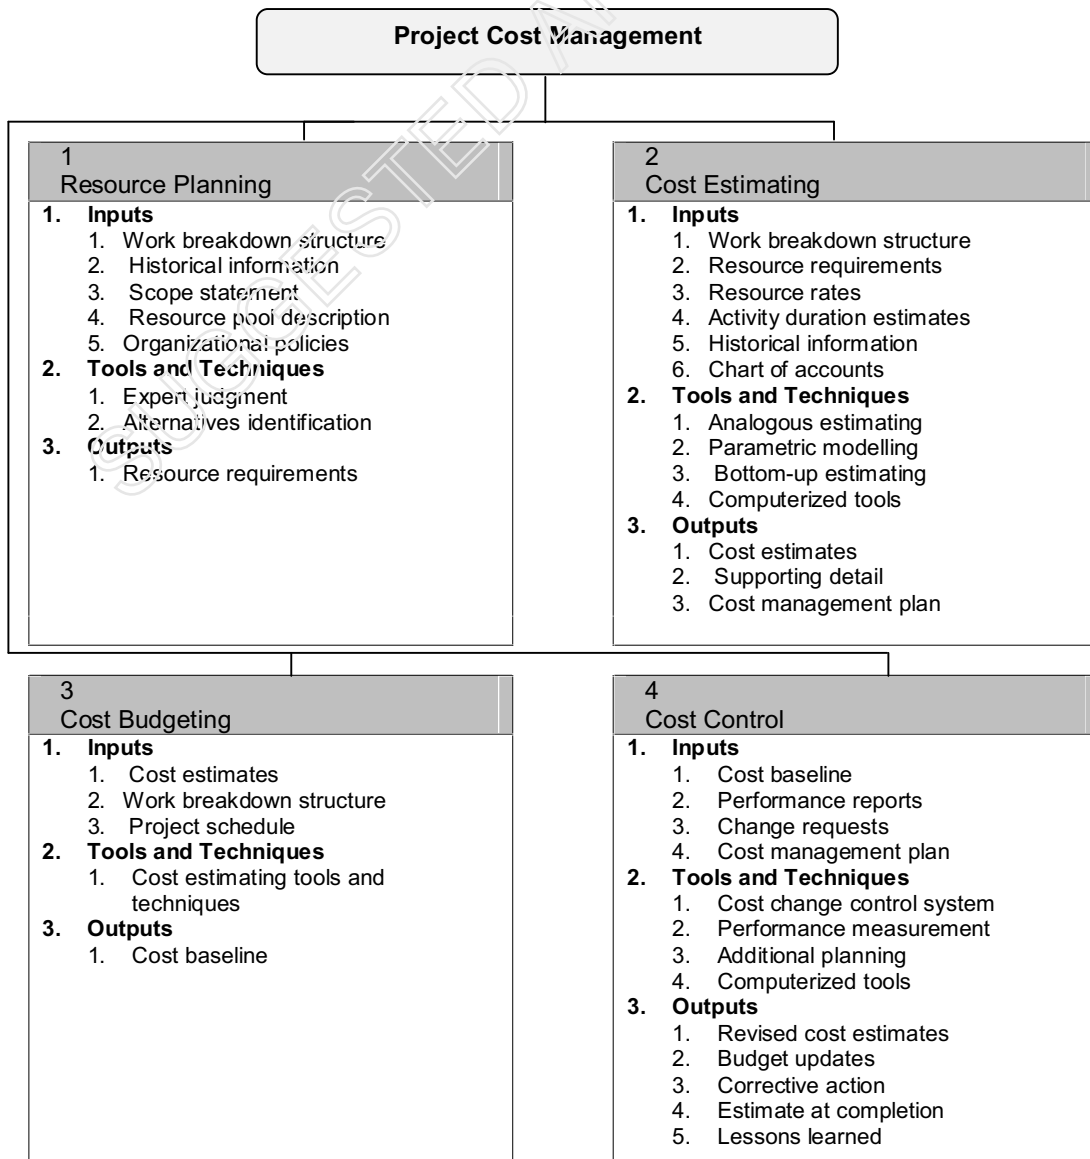 Project Cost Management
1
Resource Planning
1. Inputs
1. Work breakdown structure
2. Historical information
3. Scope statement
4. Resource pool description
5. Organizational policies
2. Tools and Techniques
1. Expert judgment
2. Alternatives identification
3. Outputs
1. Resource requirements
2
Cost Estimating
1. Inputs
1. Work breakdown structure
2. Resource requirements
3. Resource rates
4. Activity duration estimates
5. Historical information
6. Chart of accounts
2. Tools and Techniques
1. Analogous estimating
2. Parametric modelling
3. Bottom-up estimating
4. Computerized tools
3. Outputs
1. Cost estimates
2. Supporting detail
3. Cost management plan
3
Cost Budgeting
1. Inputs
1. Cost estimates
2. Work breakdown structure
3. Project schedule
2. Tools and Techniques
1. Cost estimating tools and
techniques
3. Outputs
1. Cost baseline
4
Cost Control
1. Inputs
1. Cost baseline
2. Performance reports
3. Change requests
4. Cost management plan
2. Tools and Techniques
1. Cost change control system
2. Performance measurement
3. Additional planning
4. Computerized tools
3. Outputs
1. Revised cost estimates
2. Budget updates
3. Corrective action
4. Estimate at completion
5. Lessons learned
SUGGESTED